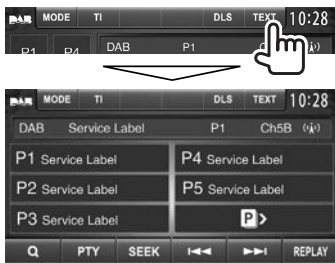 DAB MODE TI DLS TEXT 10:28
P1 P4 DAB P1
DAB MODE TI DLS TEXT 10:28
DAB Service Label P1 Ch5B
P1 Service Label P4 Service Label
P2 Service Label P5 Service Label
P3 Service Label P >
Q PTY SEEK REPLAY